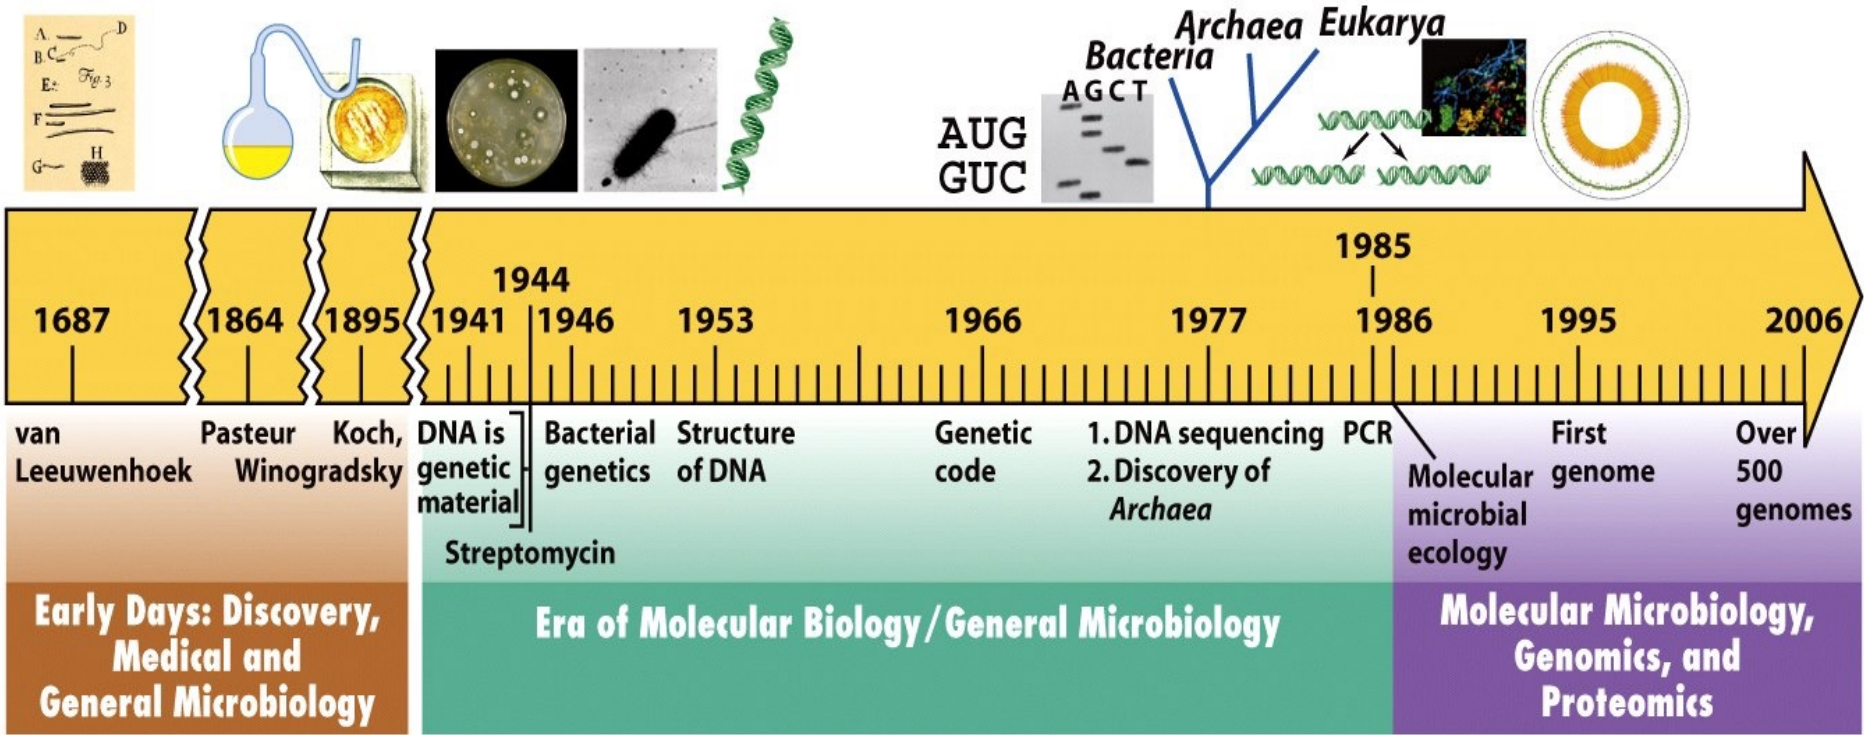 A.
D
B.
C
E
Fig. 3
F
G
H
Bacteria
Archaea
Eukarya
A G C T
AUG
GUC
1687
1864
1895
1941
1944
1946
1953
1966
1977
1985
1986
1995
2006
van
Leeuwenhoek
Pasteur
Koch,
Winogradsky
DNA is
genetic
material
Streptomycin
Bacterial
genetics
Structure
of DNA
Genetic
code
1. DNA sequencing
2. Discovery of
Archaea
PCR
Molecular
microbial
ecology
First
genome
Over
500
genomes
Early Days: Discovery,
Medical and
General Microbiology
Era of Molecular Biology/General Microbiology
Molecular Microbiology,
Genomics, and
Proteomics